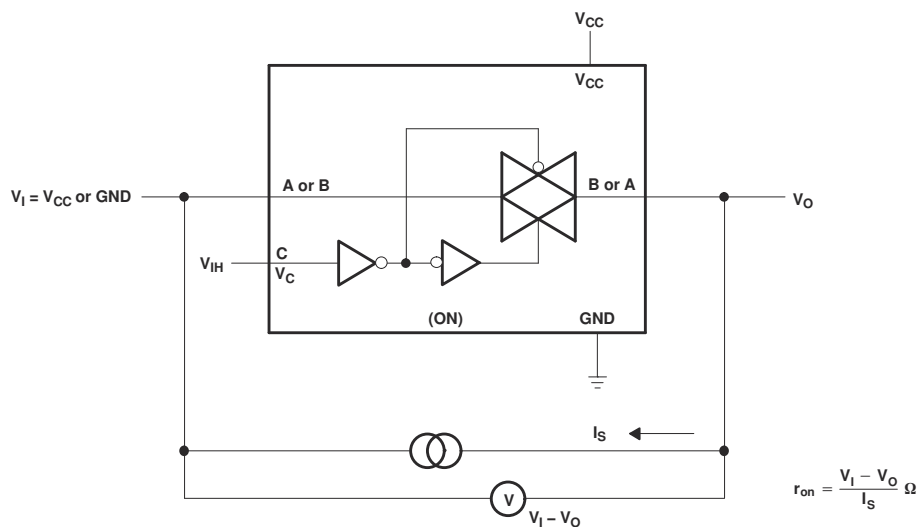 VCC
VCC
A or B
B or A
VI = VCC or GND
VO
C
VIH
VC
(ON)
GND
IS
V
VI – VO
ron = VI – VO / IS Ω